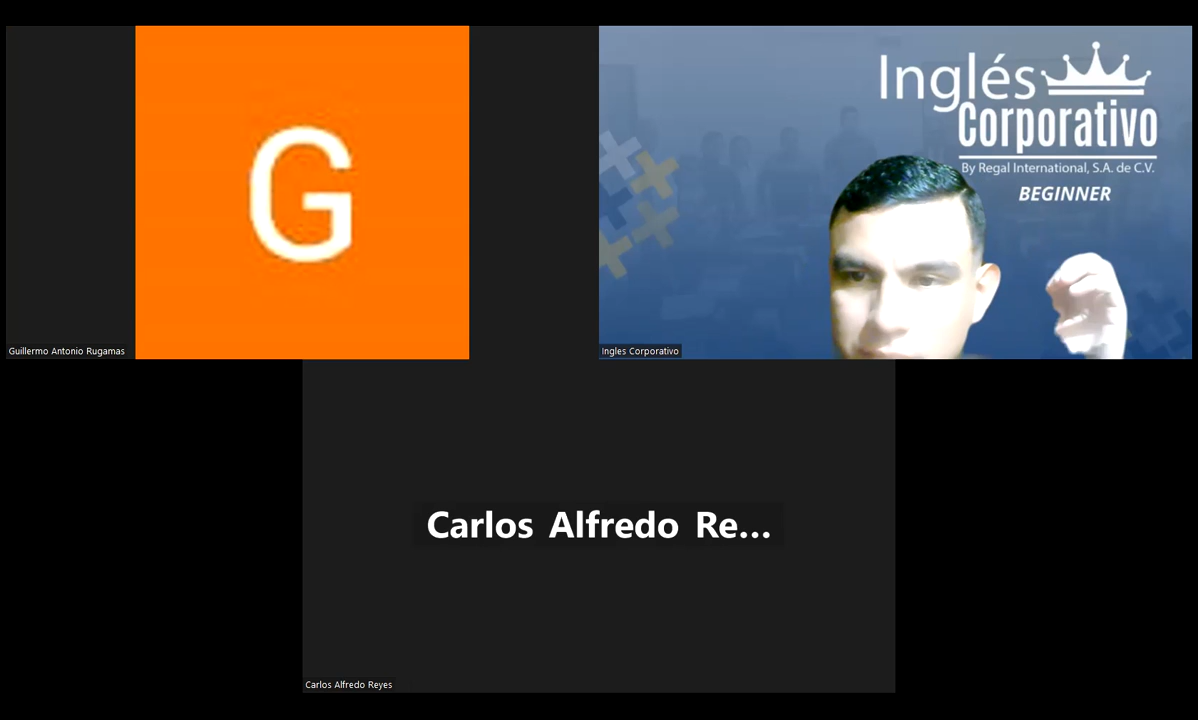 G
Guillermo Antonio Rugamas
Inglés
Corporativo
By Regal International, S.A. de C.V.
BEGINNER
Ingles Corporativo
Carlos Alfredo Re...
Carlos Alfredo Reyes